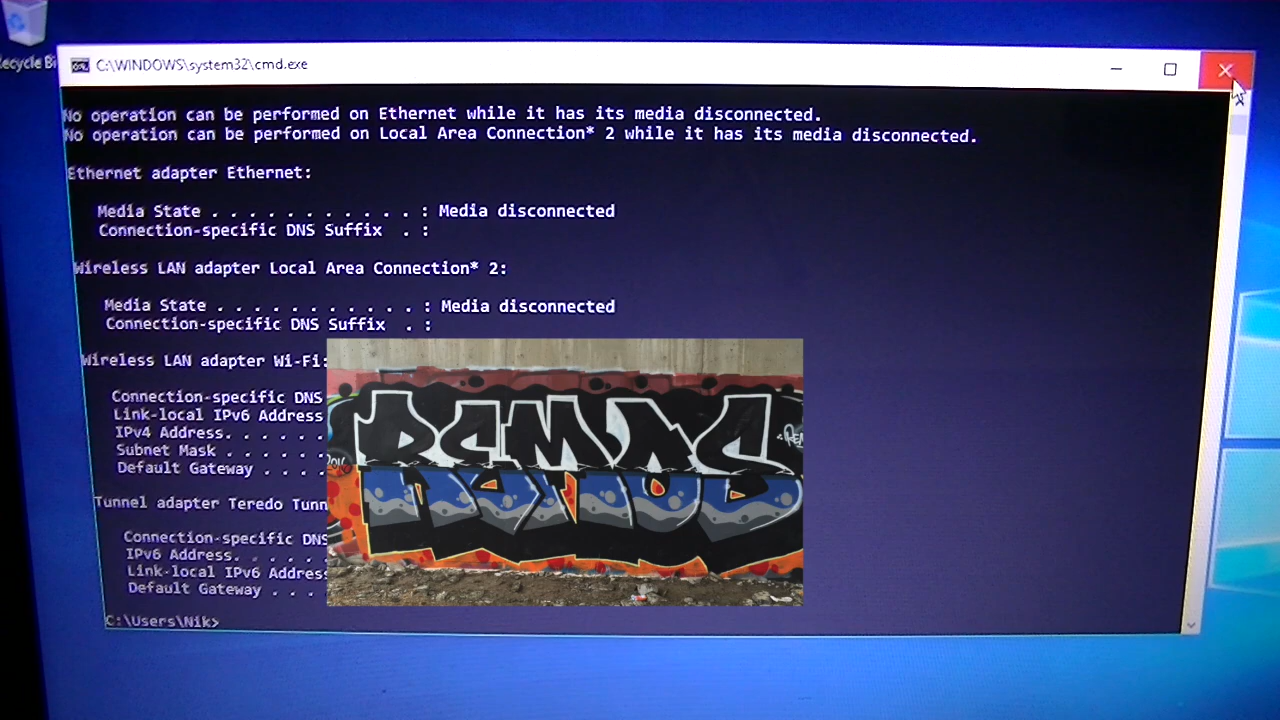 Recycle Bi
C:\WINDOWS\system32\cmd.exe
No operation can be performed on Ethernet while it has its media disconnected.
No operation can be performed on Local Area Connection* 2 while it has its media disconnected.
Ethernet adapter Ethernet:
Media State . . . . . . . . . . . : Media disconnected
Connection-specific DNS Suffix  . :
Wireless LAN adapter Local Area Connection* 2:
Media State . . . . . . . . . . . : Media disconnected
Connection-specific DNS Suffix  . :
Wireless LAN adapter Wi-Fi:
Connection-specific DNS
Link-local IPv6 Address
IPv4 Address. . . . . .
Subnet Mask . . . . . .
Default Gateway . . . .
Tunnel adapter Teredo Tunn
Connection-specific DNS
IPv6 Address. . . . . .
Link-local IPv6 Address
Default Gateway . . . .
C:\Users\Nik>
REMOS